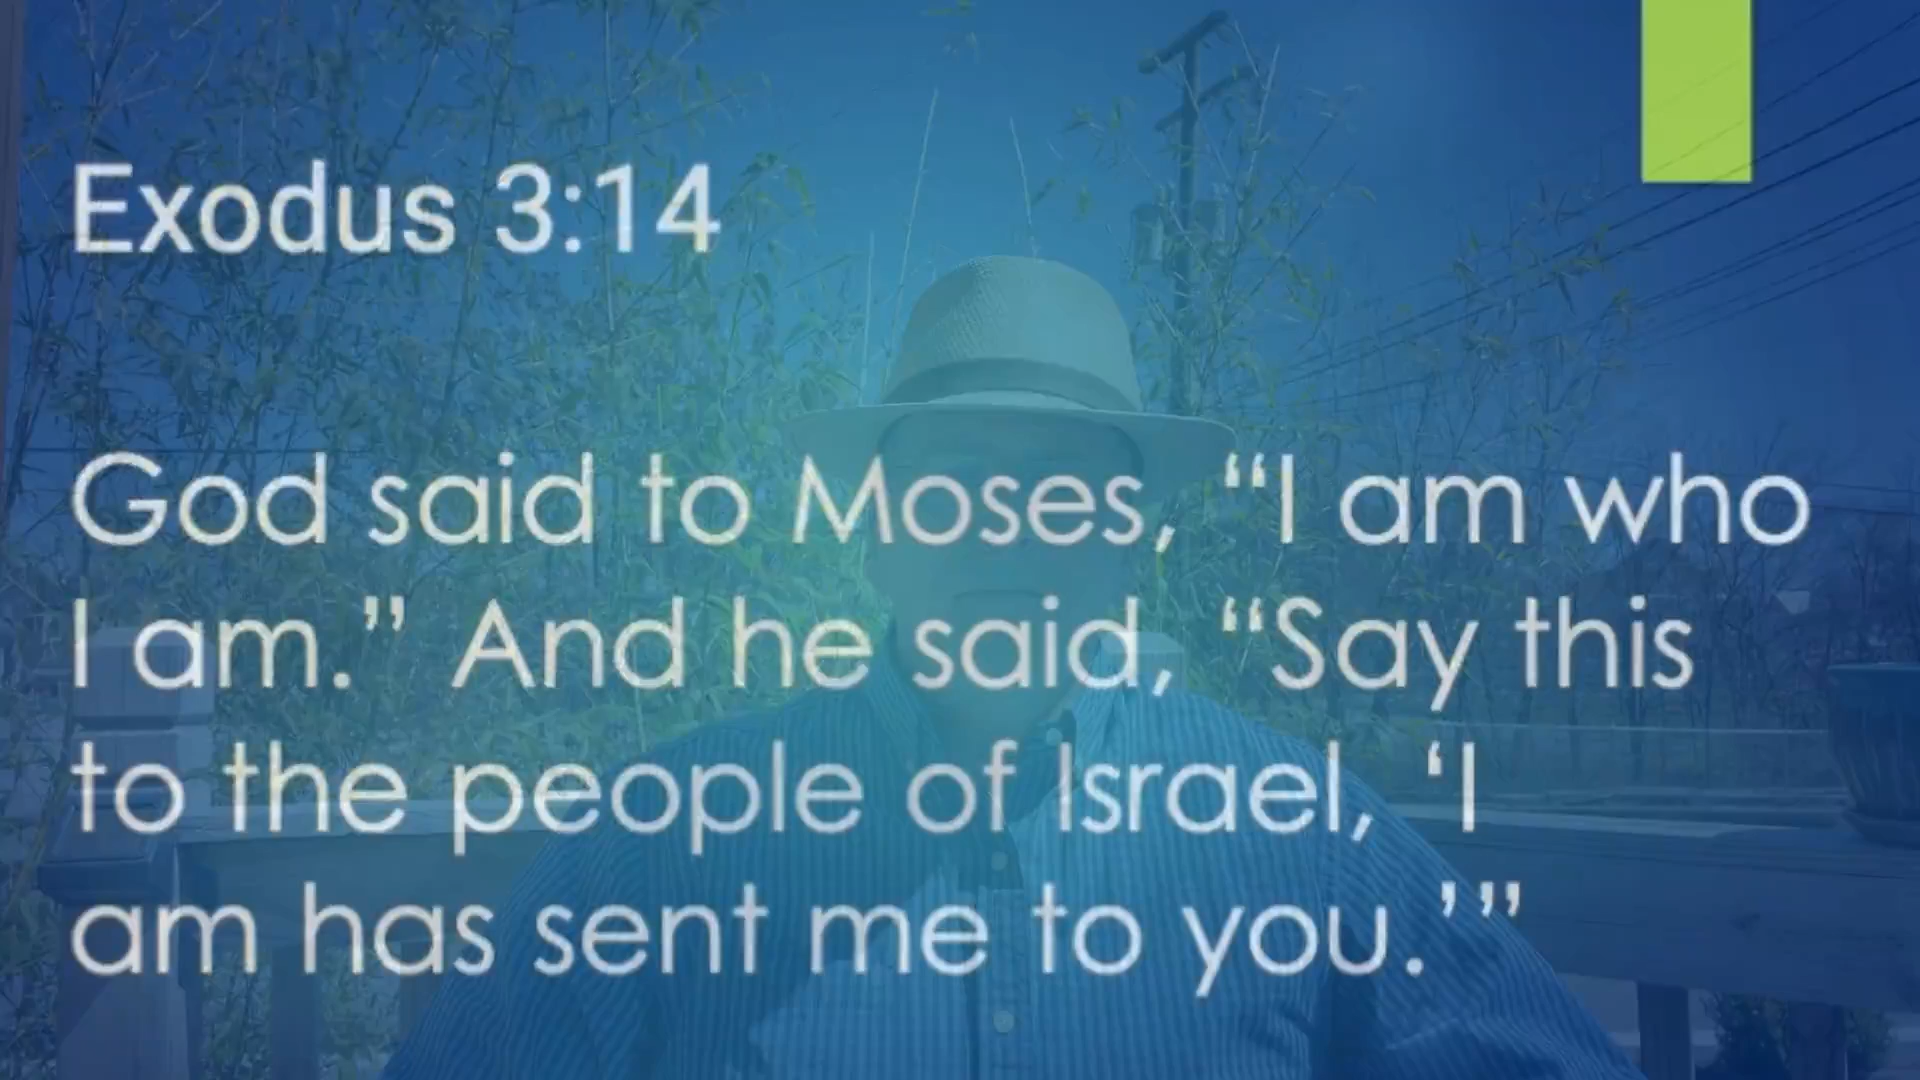 Exodus 3:14
God said to Moses, “I am who
I am.” And he said, “Say this
to the people of Israel, ‘I
am has sent me to you.’”